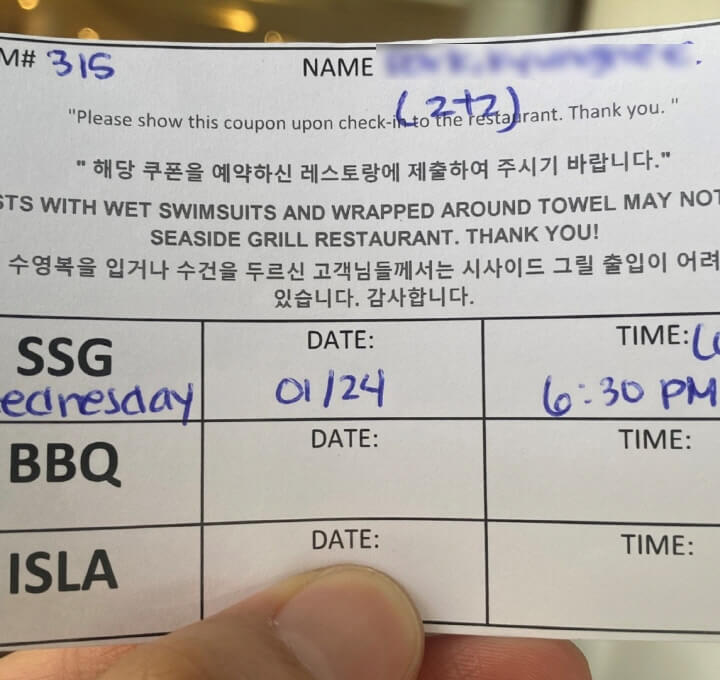 M# 315 NAME
(2+2)
"Please show this coupon upon check-in to the restaurant. Thank you. "
" 해당 쿠폰을 예약하신 레스토랑에 제출하여 주시기 바랍니다."
STS WITH WET SWIMSUITS AND WRAPPED AROUND TOWEL MAY NOT
SEASIDE GRILL RESTAURANT. THANK YOU!
수영복을 입거나 수건을 두르신 고객님들께서는 시사이드 그릴 출입이 어려
있습니다. 감사합니다.
SSG DATE: TIME:
ednesday 01/24 6:30 PM
BBQ DATE: TIME:
ISLA DATE: TIME: